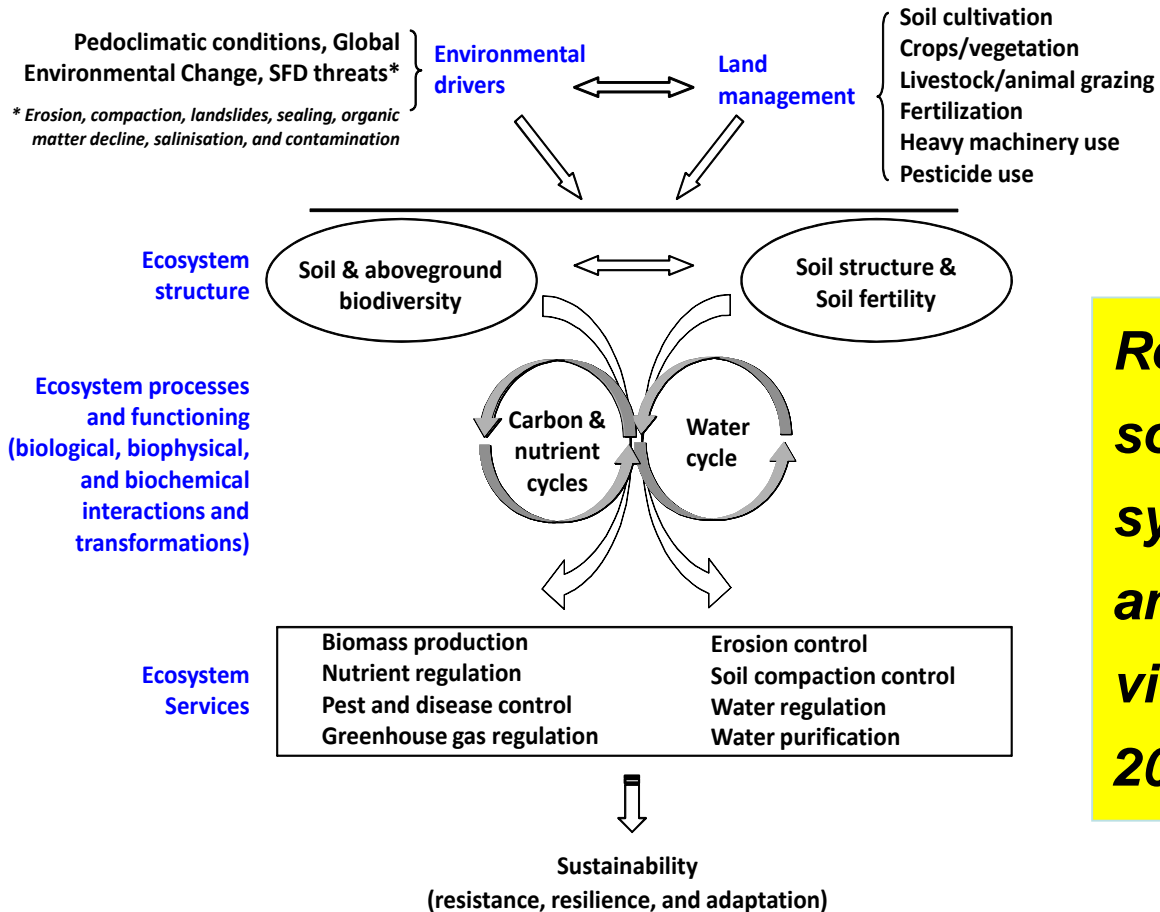 Pedoclimatic conditions, Global
Environmental Change, SFD threats*
* Erosion, compaction, landslides, sealing, organic
matter decline, salinisation, and contamination
Environmental
drivers
Land
management
Soil cultivation
Crops/vegetation
Livestock/animal grazing
Fertilization
Heavy machinery use
Pesticide use
Ecosystem
structure
Soil & aboveground
biodiversity
Soil structure &
Soil fertility
Ecosystem processes
and functioning
(biological, biophysical,
and biochemical
interactions and
transformations)
Carbon &
nutrient
cycles
Water
cycle
Ecosystem
Services
Biomass production
Nutrient regulation
Pest and disease control
Greenhouse gas regulation
Erosion control
Soil compaction control
Water regulation
Water purification
Sustainability
(resistance, resilience, and adaptation)